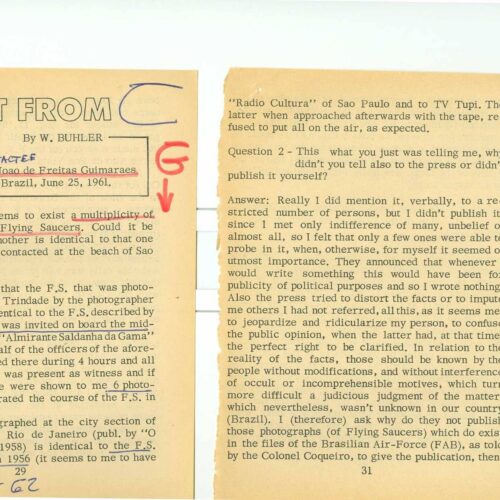 T FROM
By W. BUHLER
Joao de Freitas Guimaraes,
Brazil, June 25, 1961.
G
eems to exist a multiplicity of
Flying Saucers. Could it be
nother is identical to that one
contacted at the beach of Sao
that the F.S. that was photo-
Trindade by the photographer
entical to the F.S. described by
was invited on board the mid-
"Almirante Saldanha da Gama"
alf of the officers of the afore-
ed there during 4 hours and all
was present as witness and if
e were shown to me 6 photo-
rated the course of the F.S. in
ographed at the city section of
Rio de Janeiro (publ. by "O
1958) is identical to the F.S.
n 1956 (it seems to me to have
29
62
"Radio Cultura" of Sao Paulo and to TV Tupi. The
latter when approached afterwards with the tape, re-
fused to put all on the air, as expected.
Question 2 - This what you just was telling me, why
didn't you tell also to the press or didn't
publish it yourself?
Answer: Really I did mention it, verbally, to a re-
stricted number of persons, but I didn't publish it
since I met only indifference of many, unbelief o
almost all, so I felt that only a few ones were able to
probe in it, when, otherwise, for myself it seemed o
utmost importance. They announced that whenever
would write something this would have been fo
publicity of political purposes and so I wrote nothing
Also the press tried to distort the facts or to impu
me others I had not referred, all this, as it seems me
to jeopardize and ridicularize my person, to confuse
the public opinion, when the latter had, at that time
the perfect right to be clarified. In relation to the
reality of the facts, those should be known by the
people without modifications, and without interference
of occult or incomprehensible motives, which turn
more difficult a judicious judgment of the matter
which nevertheless, wasn't unknown in our country
(Brazil). I (therefore) ask why do they not publish
those photographs (of Flying Saucers) which do exist
in the files of the Brasilian Air-Force (FAB), as told
by the Colonel Coqueiro, to give the publication, then
31